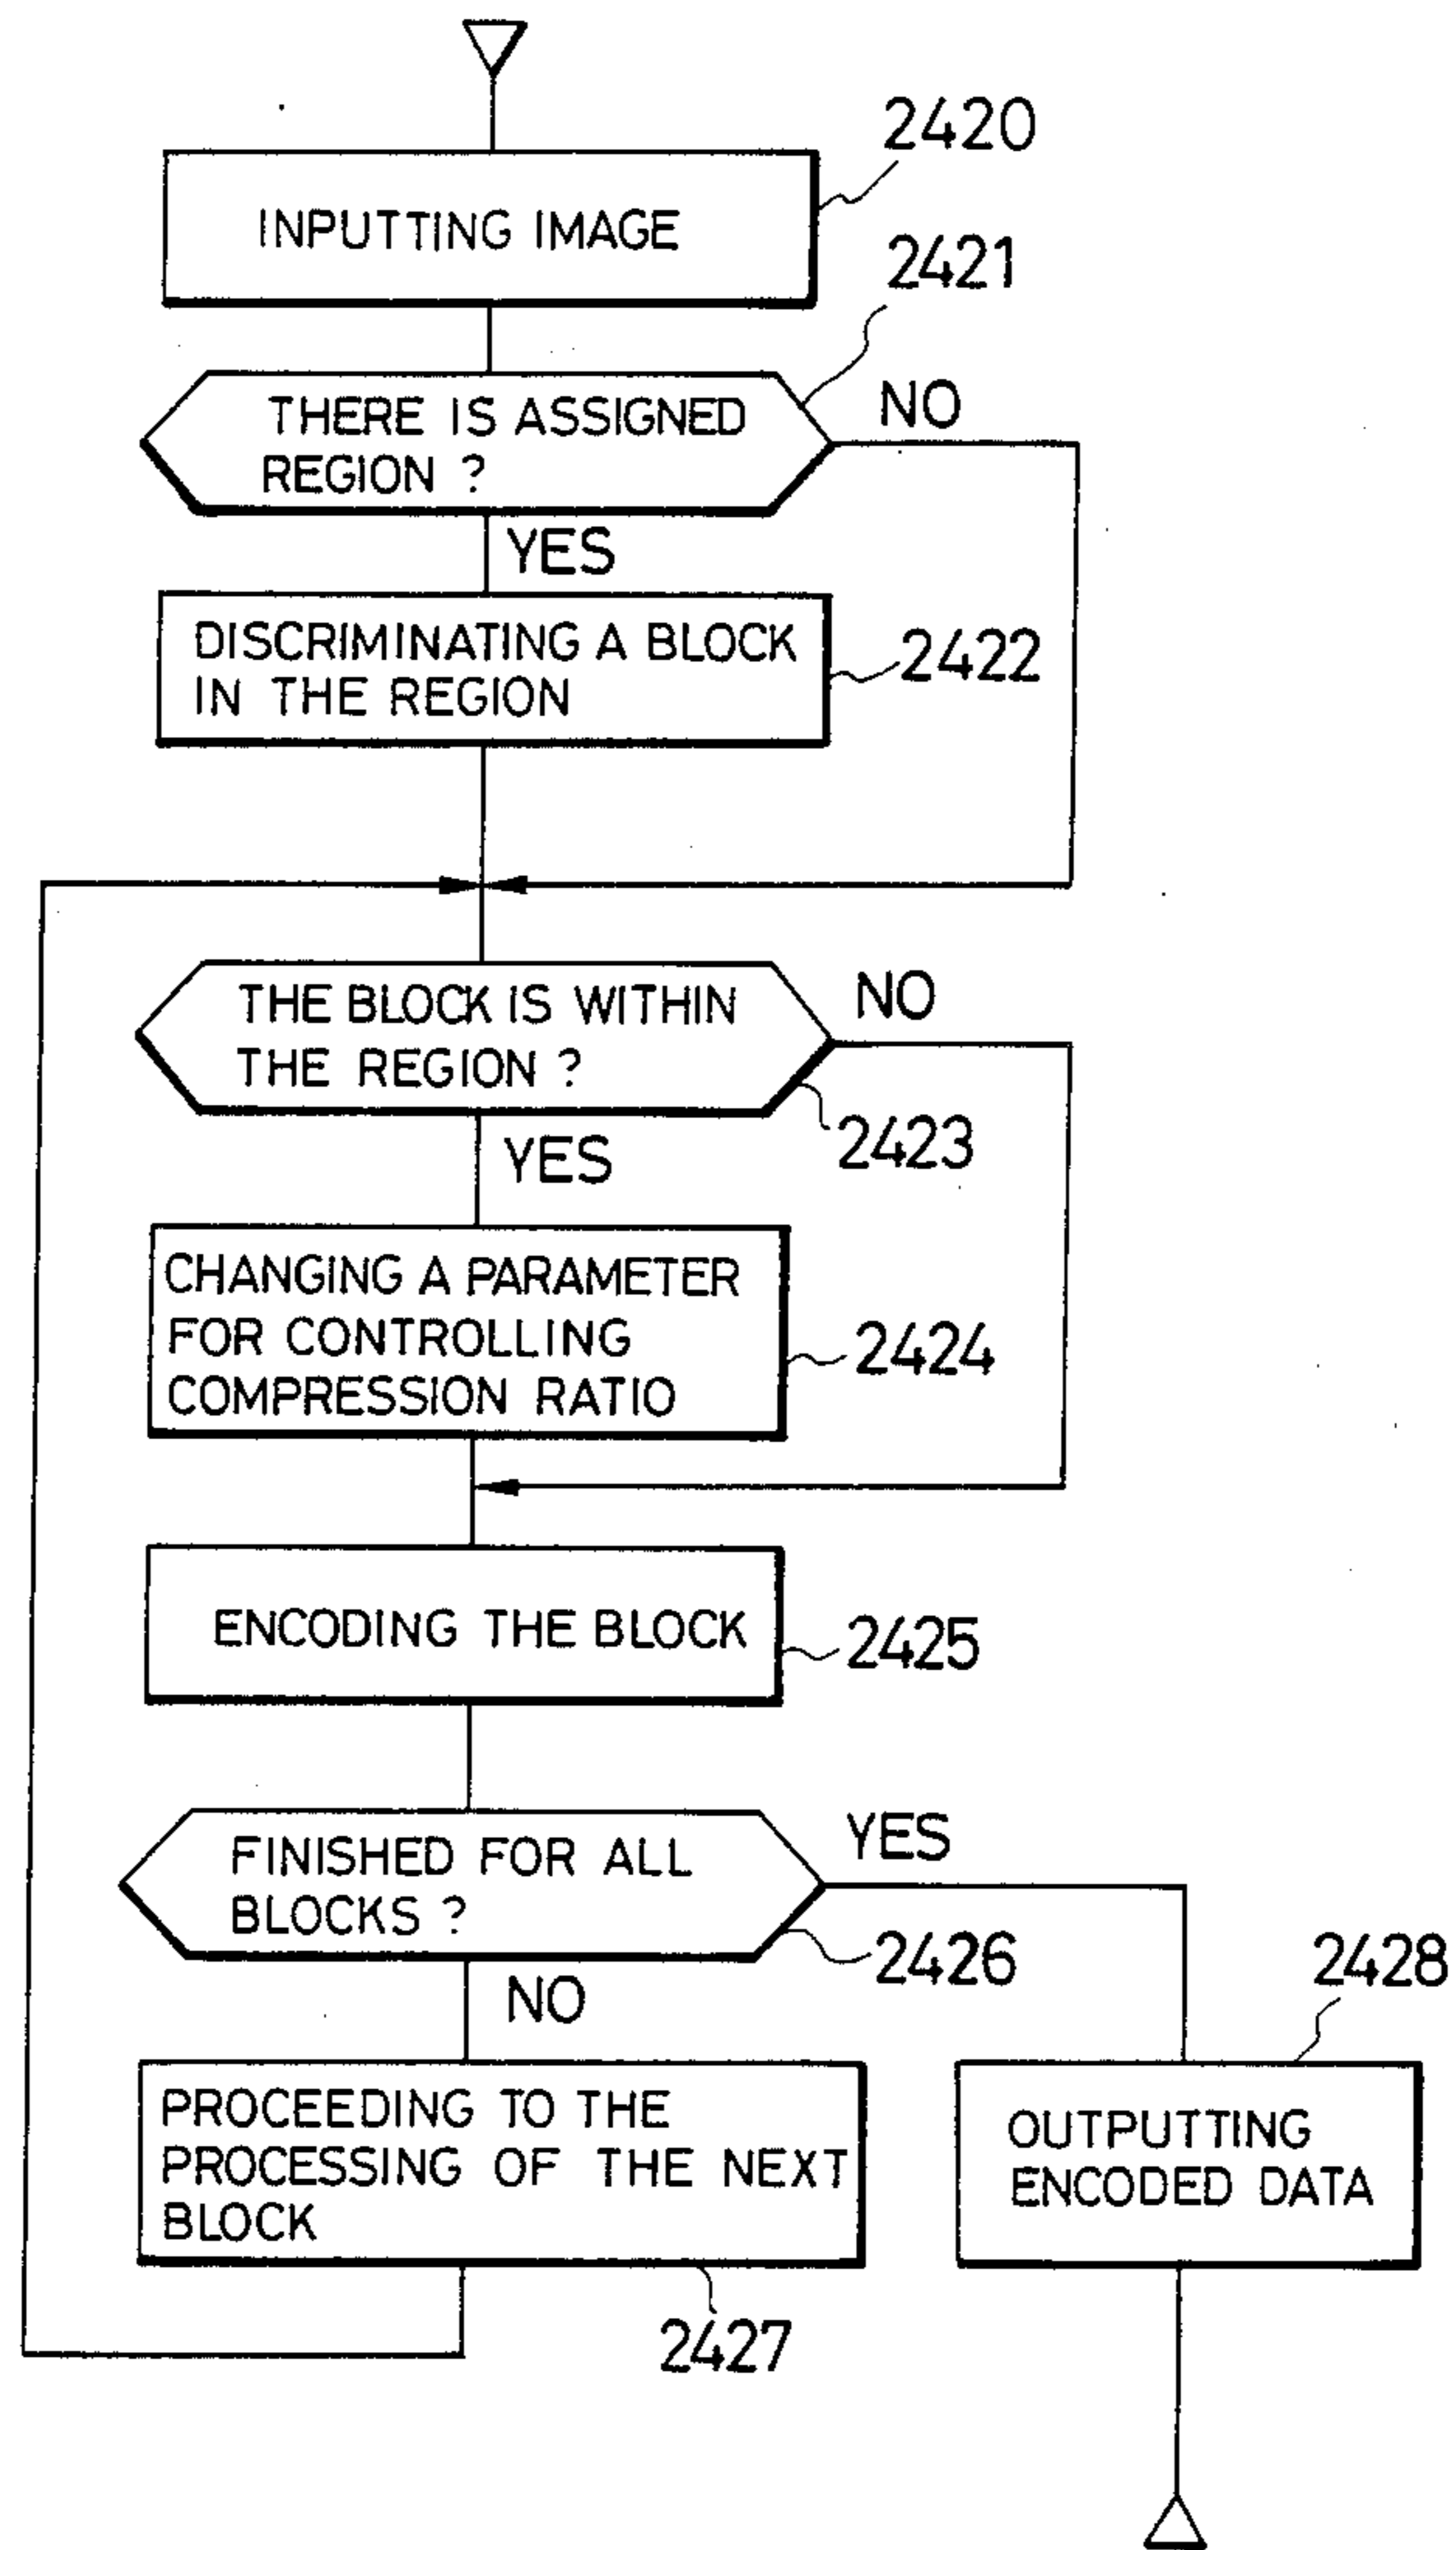 2420
INPUTTING IMAGE
2421
THERE IS ASSIGNED
REGION ?
NO
YES
DISCRIMINATING A BLOCK
IN THE REGION
2422
THE BLOCK IS WITHIN
THE REGION ?
NO
2423
YES
CHANGING A PARAMETER
FOR CONTROLLING
COMPRESSION RATIO
2424
ENCODING THE BLOCK
2425
FINISHED FOR ALL
BLOCKS ?
YES
2426
NO
2428
PROCEEDING TO THE
PROCESSING OF THE NEXT
BLOCK
OUTPUTTING
ENCODED DATA
2427